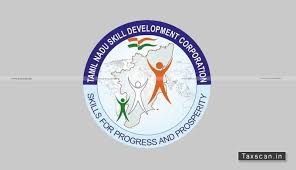 TAMIL NADU SKILL DEVELOPMENT CORPORATION
SKILLS FOR PROGRESS AND PROSPERITY
Taxscan.in